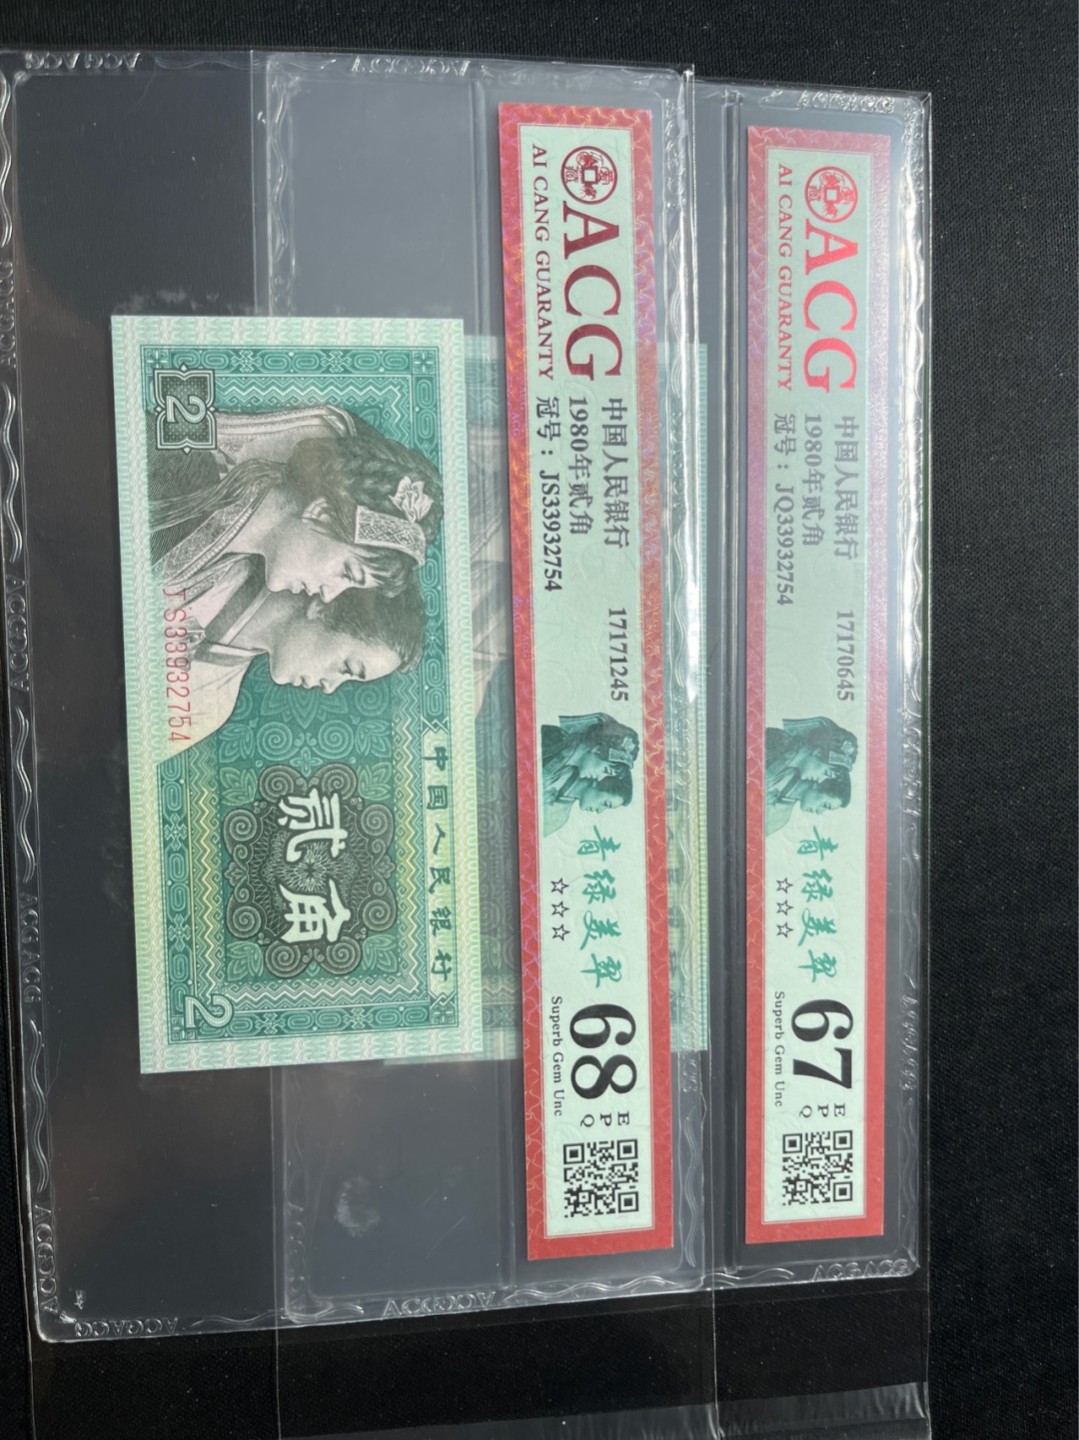 ACG
AI CANG GUARANTY
中国人民银行 17170645
1980年贰角
冠号：JQ33932754
青绿美翠
☆☆☆
67
EPQ
Superb Gem Unc
ACG
AI CANG GUARANTY
中国人民银行 17171245
1980年贰角
冠号：JS33932754
青绿美翠
☆☆☆
68
EPQ
Superb Gem Unc
中国人民银行
2
贰角
JS33932754
2